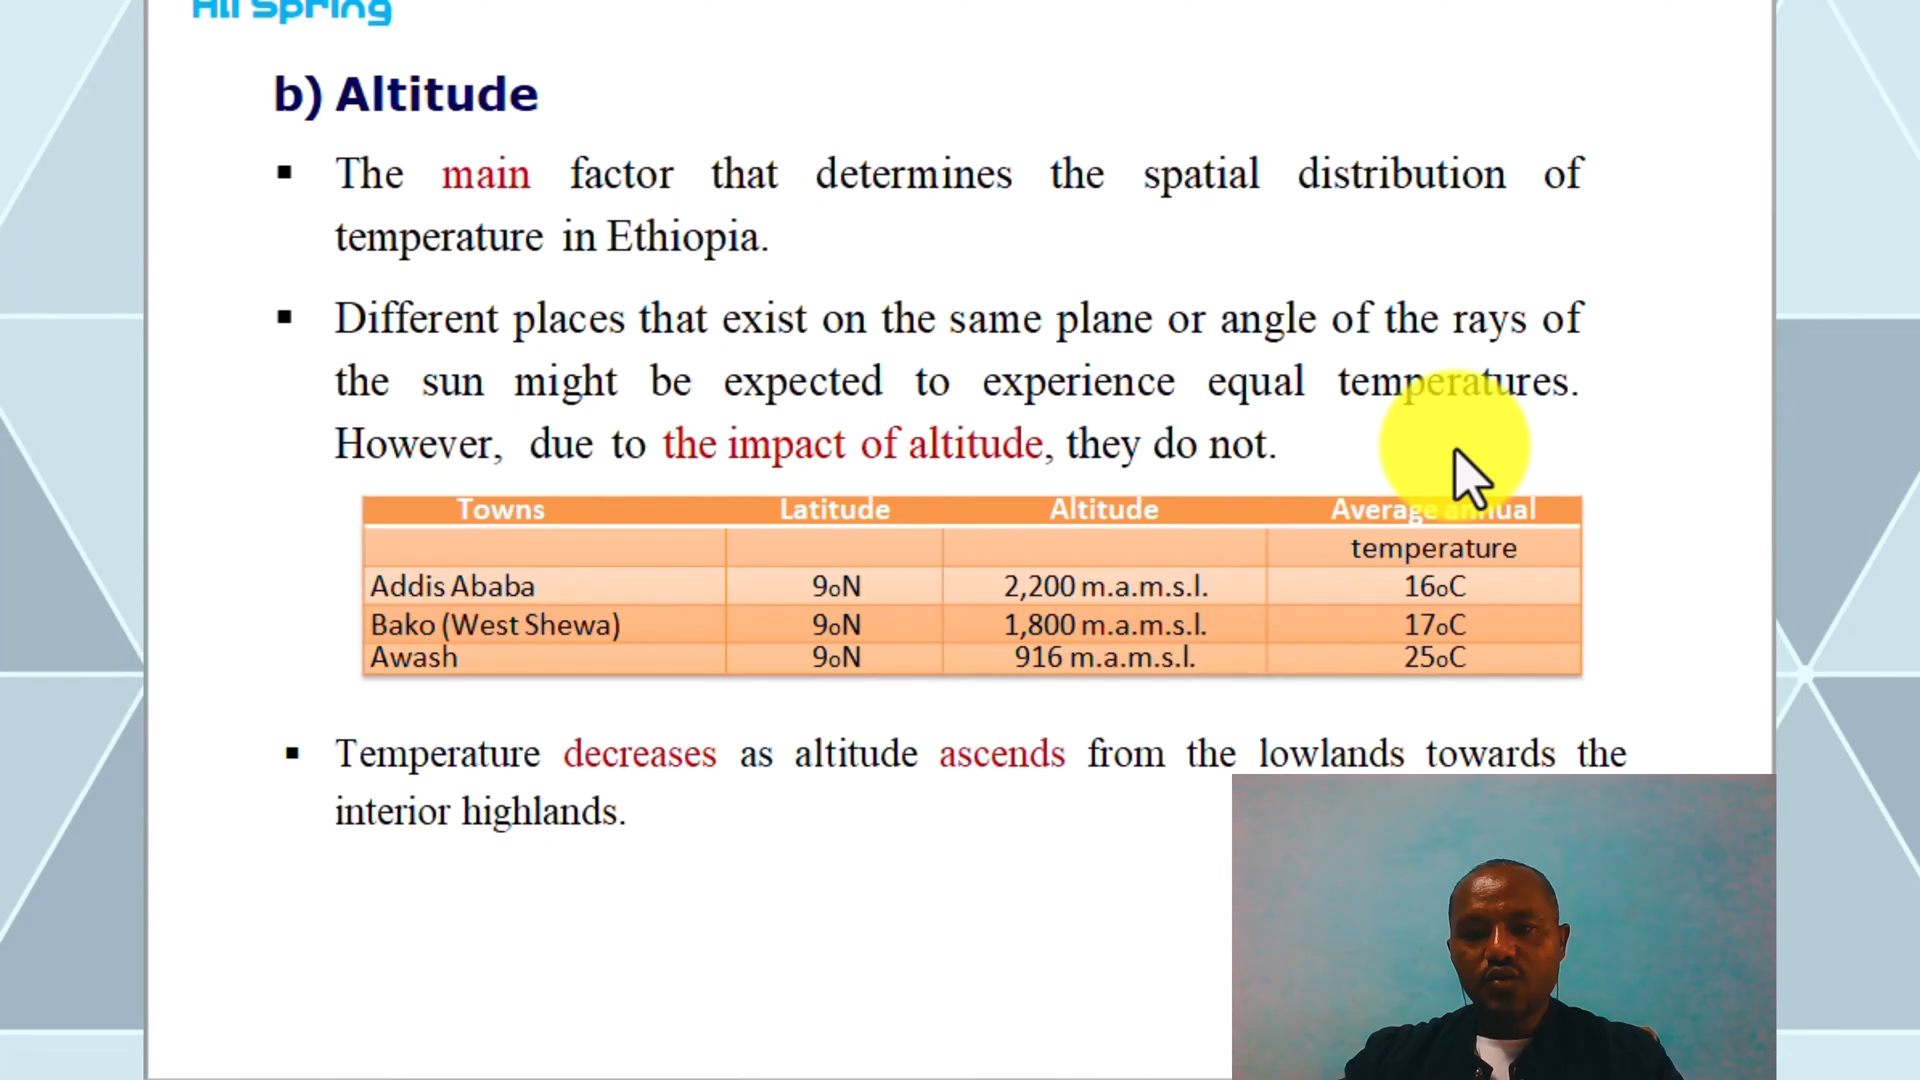 All Spring
b) Altitude
▪ The main factor that determines the spatial distribution of
temperature in Ethiopia.
▪ Different places that exist on the same plane or angle of the rays of
the sun might be expected to experience equal temperatures.
However, due to the impact of altitude, they do not.
Towns Latitude Altitude Average annual
temperature
Addis Ababa 9oN 2,200 m.a.m.s.l. 16oC
Bako (West Shewa) 9oN 1,800 m.a.m.s.l. 17oC
Awash 9oN 916 m.a.m.s.l. 25oC
▪ Temperature decreases as altitude ascends from the lowlands towards the
interior highlands.